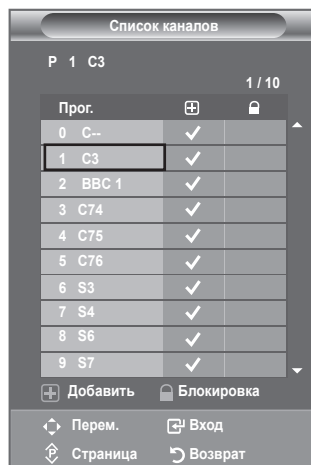 Список каналов
P 1 C3
1 / 10
Прог.
0 C--
1 C3
2 BBC 1
3 C74
4 C75
5 C76
6 S3
7 S4
8 S6
9 S7
Добавить Блокировка
Перем. Вход
Страница Возврат